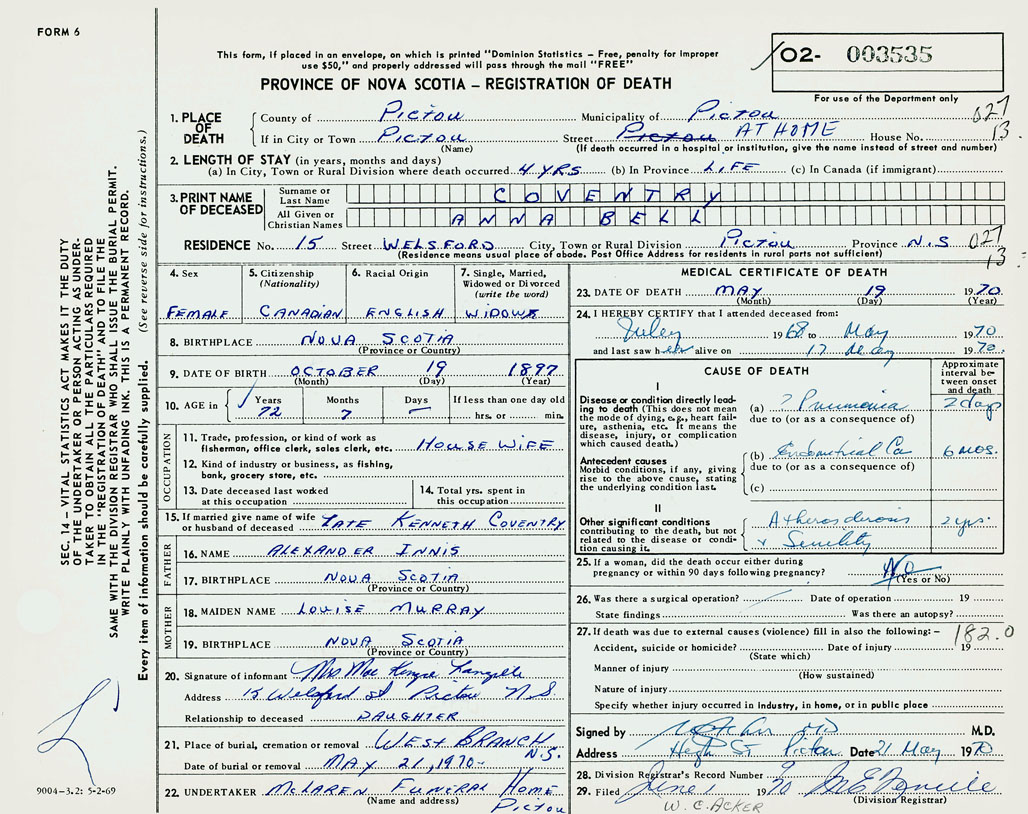 FORM 6
This form, if placed in an envelope, on which is printed "Dominion Statistics – Free, penalty for improper
use $50," and properly addressed will pass through the mail "FREE"
PROVINCE OF NOVA SCOTIA – REGISTRATION OF DEATH
02- 003535
For use of the Department only
027
13
1. PLACE OF DEATH
County of Pictou Municipality of Pictou
If in City or Town Pictou Street Pictou AT HOME House No.
(Name) (If death occurred in a hospital or institution, give the name instead of street and number)
2. LENGTH OF STAY (in years, months and days)
(a) In City, Town or Rural Division where death occurred 4 YRS (b) In Province LIFE (c) In Canada (if immigrant)
3. PRINT NAME OF DECEASED
Surname or Last Name COVENTRY
All Given or Christian Names ANNA BELL
RESIDENCE No. 15 Street WELSFORD City, Town or Rural Division Pictou Province N.S 027
13
(Residence means usual place of abode. Post Office Address for residents in rural parts not sufficient)
4. Sex FEMALE
5. Citizenship (Nationality) CANADIAN
6. Racial Origin ENGLISH
7. Single, Married, Widowed or Divorced (write the word) WIDOW
8. BIRTHPLACE NOVA SCOTIA
(Province or Country)
9. DATE OF BIRTH OCTOBER 19 1897
(Month) (Day) (Year)
10. AGE in Years 72 Months 7 Days – If less than one day old hrs. or min.
OCCUPATION
11. Trade, profession, or kind of work as fisherman, office clerk, sales clerk, etc. HOUSE WIFE
12. Kind of industry or business, as fishing, bank, grocery store, etc.
13. Date deceased last worked at this occupation
14. Total yrs. spent in this occupation
15. If married give name of wife or husband of deceased LATE KENNETH COVENTRY
FATHER
16. NAME ALEXANDER INNIS
17. BIRTHPLACE NOVA SCOTIA
(Province or Country)
MOTHER
18. MAIDEN NAME LOUISE MURRAY
19. BIRTHPLACE NOVA SCOTIA
(Province or Country)
20. Signature of informant Mrs Mac Kenzie Langille
Address 15 Welsford st Pictou N S
Relationship to deceased DAUGHTER
21. Place of burial, cremation or removal WEST BRANCH N.S.
Date of burial or removal MAY 21, 1970
22. UNDERTAKER McLAREN FUNERAL HOME
(Name and address) Pictou
MEDICAL CERTIFICATE OF DEATH
23. DATE OF DEATH MAY 19 1970
(Month) (Day) (Year)
24. I HEREBY CERTIFY that I attended deceased from:
July 1968 to May 1970
and last saw her alive on 17 1970
CAUSE OF DEATH
Approximate interval between onset and death
I
Disease or condition directly leading to death (This does not mean the mode of dying, e.g., heart failure, asthenia, etc. It means the disease, injury, or complication which caused death.)
(a) ? Pneumonia 2 days
due to (or as a consequence of)
Antecedent causes
Morbid conditions, if any, giving rise to the above cause, stating the underlying condition last.
(b) Endometrial Ca 6 mos.
due to (or as a consequence of)
(c)
II
Other significant conditions contributing to the death, but not related to the disease or condition causing it.
Atherosclerosis 2 yrs.
+ Senility
25. If a woman, did the death occur either during pregnancy or within 90 days following pregnancy? No
(Yes or No)
26. Was there a surgical operation? Date of operation 19
State findings Was there an autopsy?
27. If death was due to external causes (violence) fill in also the following: – 182.0
Accident, suicide or homicide? Date of injury 19
(State which)
Manner of injury
(How sustained)
Nature of injury
Specify whether injury occurred in industry, in home, or in public place
Signed by M.D.
Address High St Pictou Date 21 May 1970
28. Division Registrar's Record Number 9
29. Filed June 1 1970
(Division Registrar)
W. C. ACKER
SEC. 14 – VITAL STATISTICS ACT MAKES IT THE DUTY
OF THE UNDERTAKER OR PERSON ACTING AS UNDER-
TAKER TO OBTAIN ALL THE PARTICULARS REQUIRED
IN THE "REGISTRATION OF DEATH" AND TO FILE THE
SAME WITH THE DIVISION REGISTRAR WHO SHALL ISSUE THE BURIAL PERMIT.
WRITE PLAINLY WITH UNFADING INK. THIS IS A PERMANENT RECORD.
Every item of information should be carefully supplied. (See reverse side for instructions.)
9004-3.2: 5-2-69